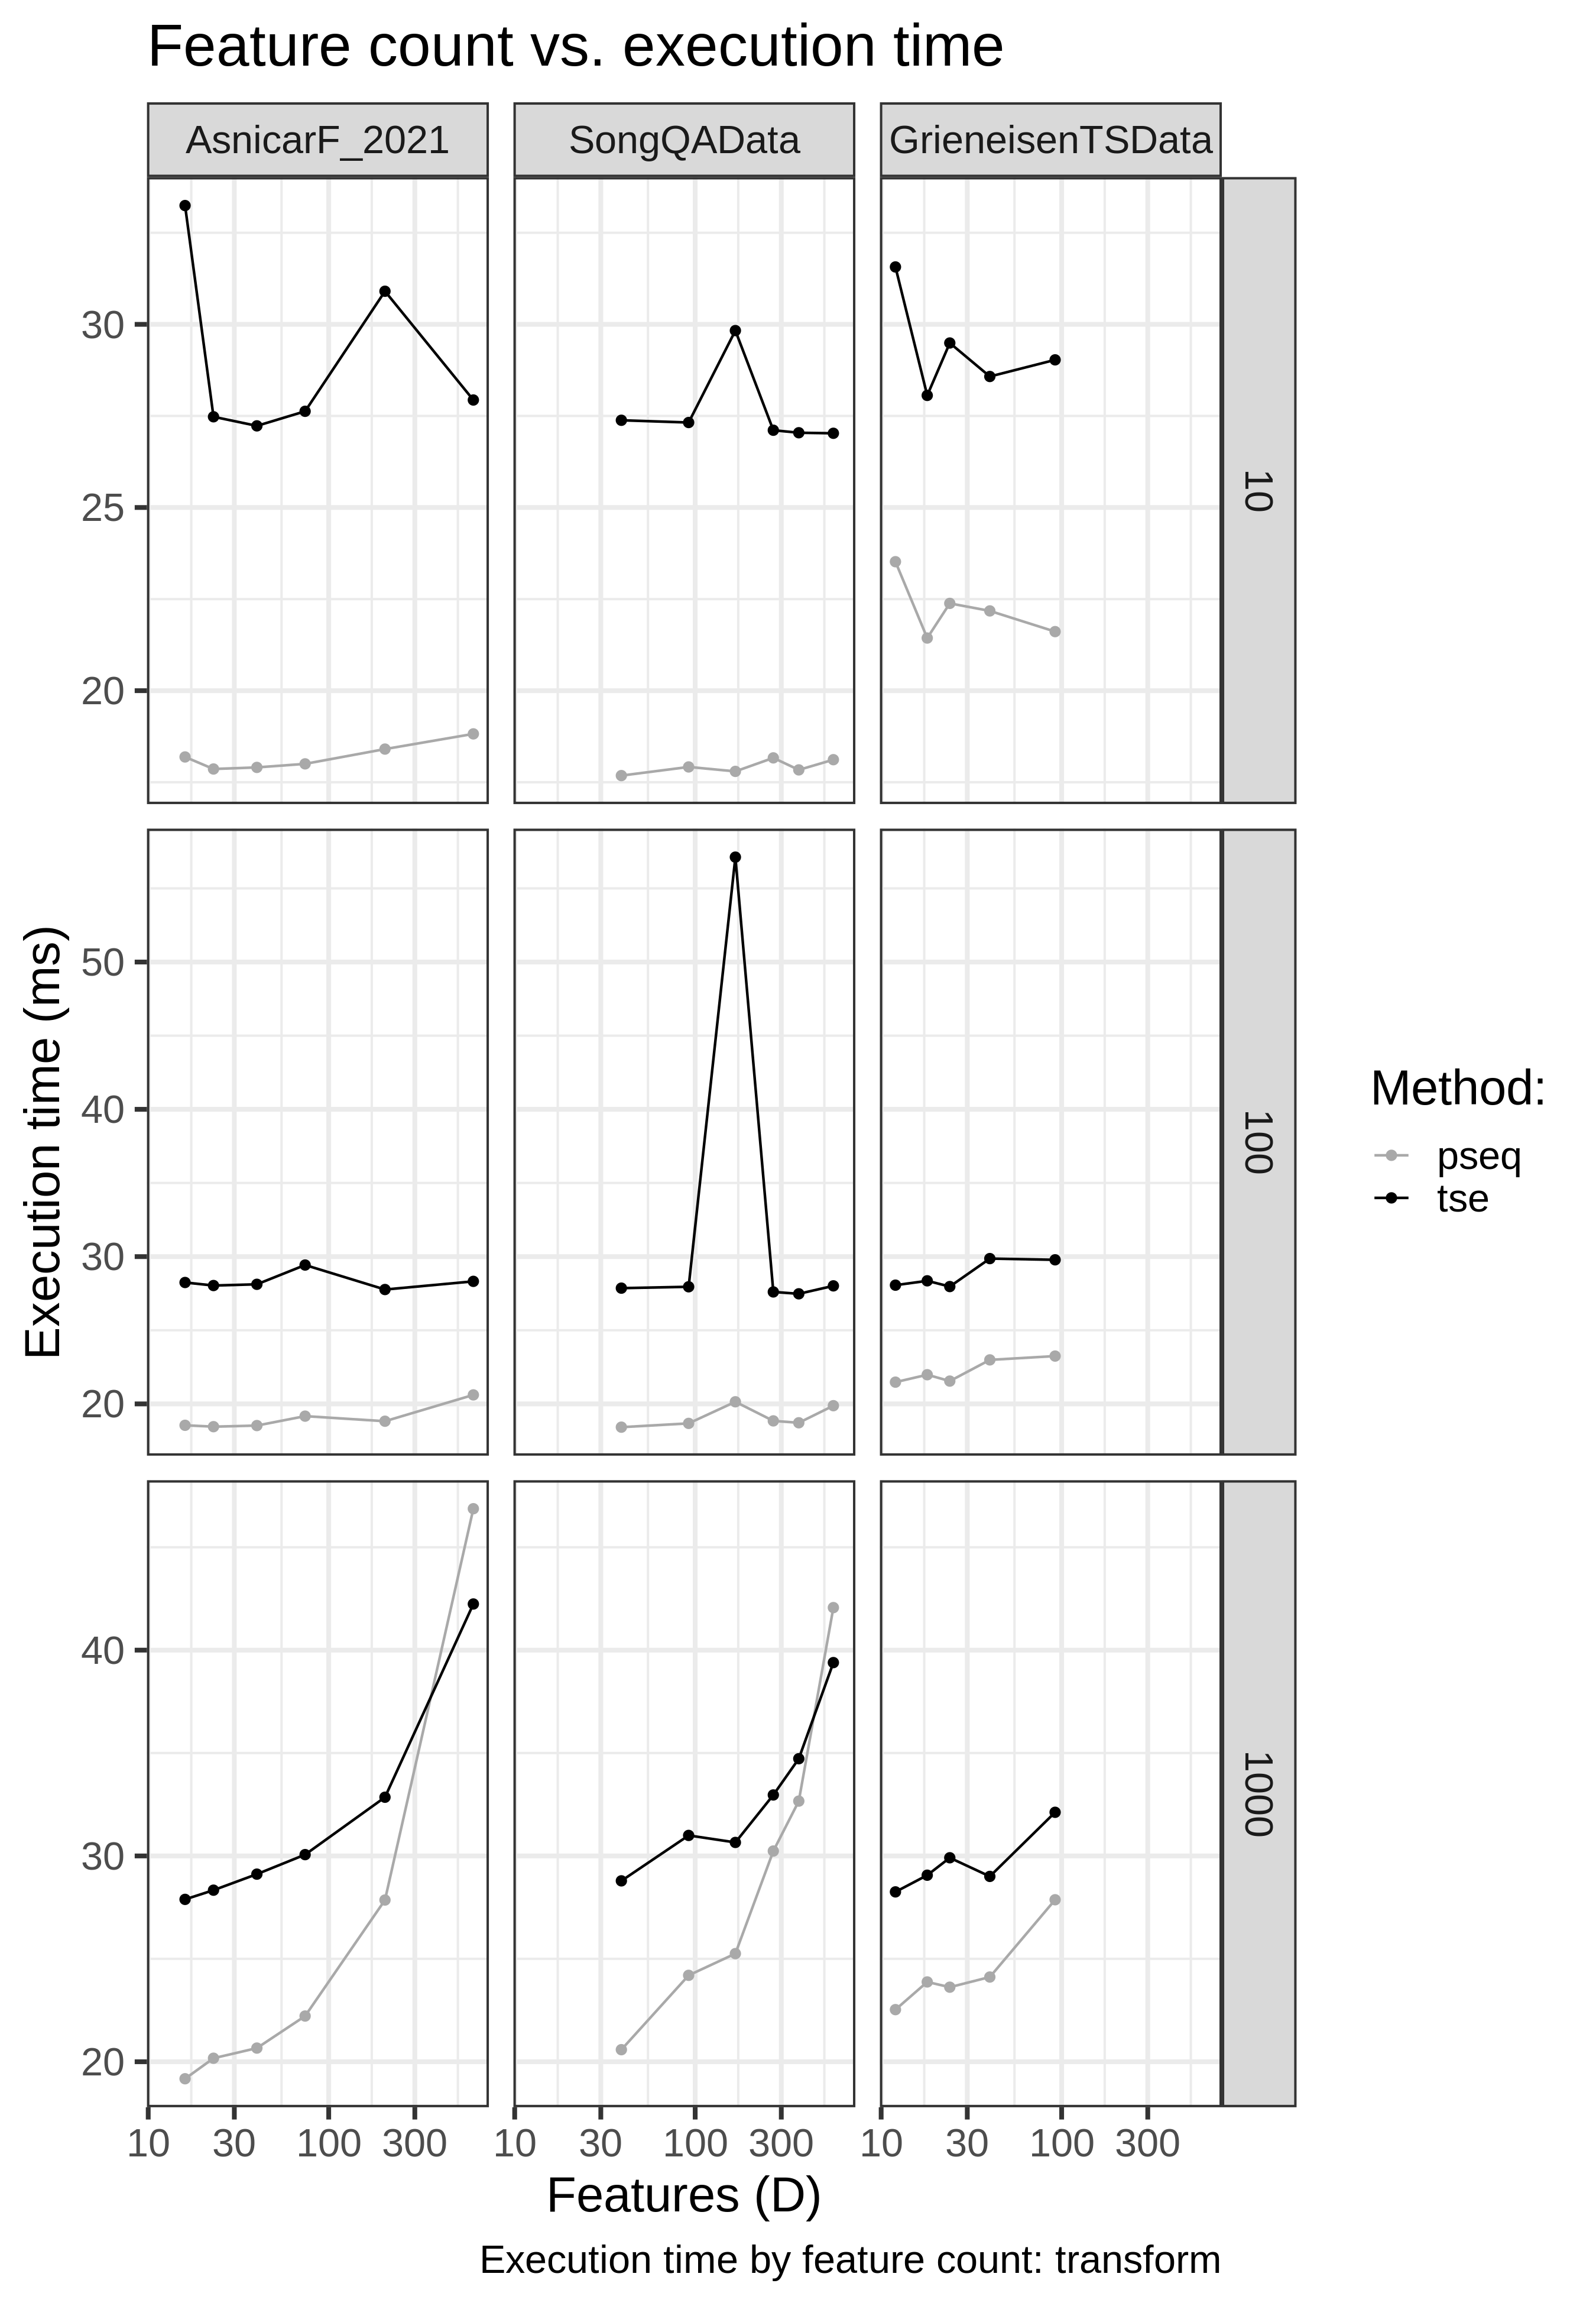 Feature count vs. execution time
AsnicarF_2021
SongQAData
GrieneisenTSData
30
25
20
10
50
40
30
20
100
40
30
20
1000
10
30
100
300
10
30
100
300
10
30
100
300
Execution time (ms)
Features (D)
Method:
pseq
tse
Execution time by feature count: transform